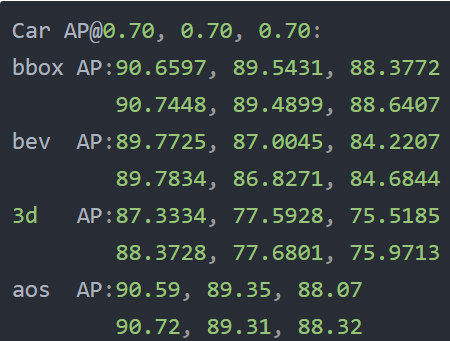 Car AP@0.70, 0.70, 0.70:
bbox AP:90.6597, 89.5431, 88.3772
90.7448, 89.4899, 88.6407
bev  AP:89.7725, 87.0045, 84.2207
89.7834, 86.8271, 84.6844
3d   AP:87.3334, 77.5928, 75.5185
88.3728, 77.6801, 75.9713
aos  AP:90.59, 89.35, 88.07
90.72, 89.31, 88.32